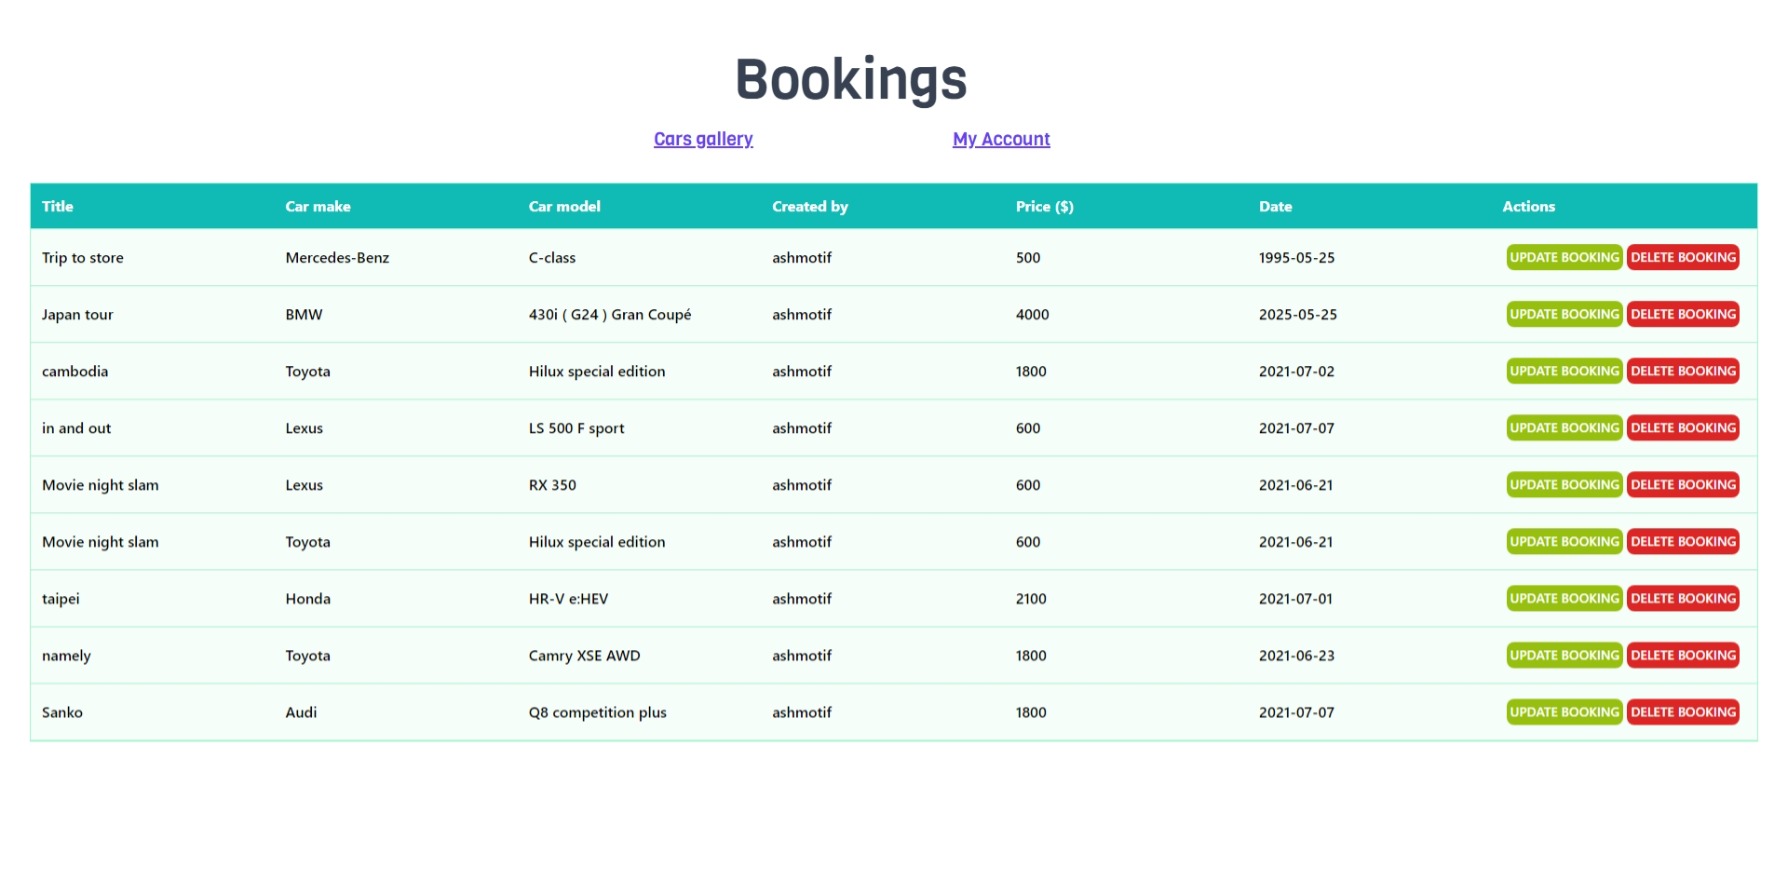 Bookings
Cars gallery My Account
Title Car make Car model Created by Price ($) Date Actions
Trip to store Mercedes-Benz C-class ashmotif 500 1995-05-25 UPDATE BOOKING DELETE BOOKING
Japan tour BMW 430i ( G24 ) Gran Coupé ashmotif 4000 2025-05-25 UPDATE BOOKING DELETE BOOKING
cambodia Toyota Hilux special edition ashmotif 1800 2021-07-02 UPDATE BOOKING DELETE BOOKING
in and out Lexus LS 500 F sport ashmotif 600 2021-07-07 UPDATE BOOKING DELETE BOOKING
Movie night slam Lexus RX 350 ashmotif 600 2021-06-21 UPDATE BOOKING DELETE BOOKING
Movie night slam Toyota Hilux special edition ashmotif 600 2021-06-21 UPDATE BOOKING DELETE BOOKING
taipei Honda HR-V e:HEV ashmotif 2100 2021-07-01 UPDATE BOOKING DELETE BOOKING
namely Toyota Camry XSE AWD ashmotif 1800 2021-06-23 UPDATE BOOKING DELETE BOOKING
Sanko Audi Q8 competition plus ashmotif 1800 2021-07-07 UPDATE BOOKING DELETE BOOKING